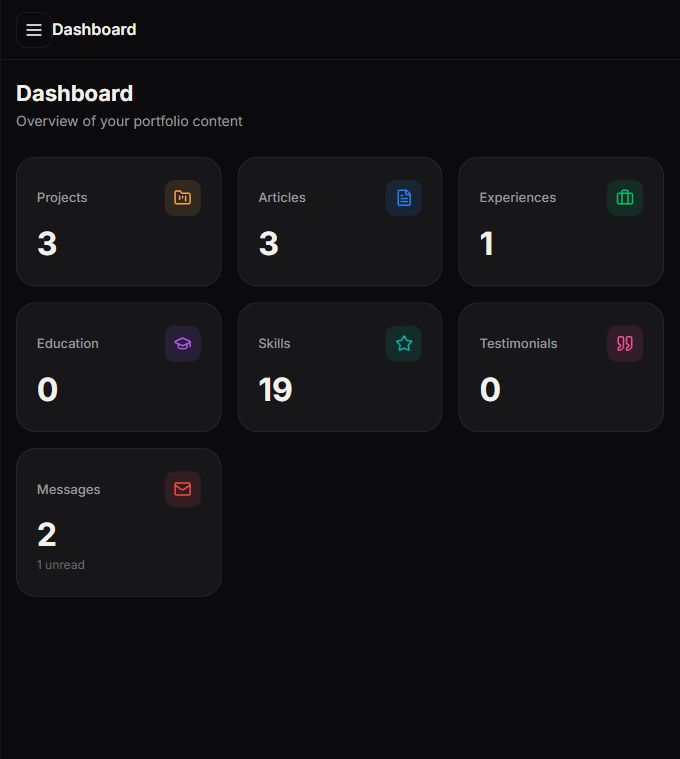 Dashboard
Dashboard
Overview of your portfolio content
Projects
3
Articles
3
Experiences
1
Education
0
Skills
19
Testimonials
0
Messages
2
1 unread